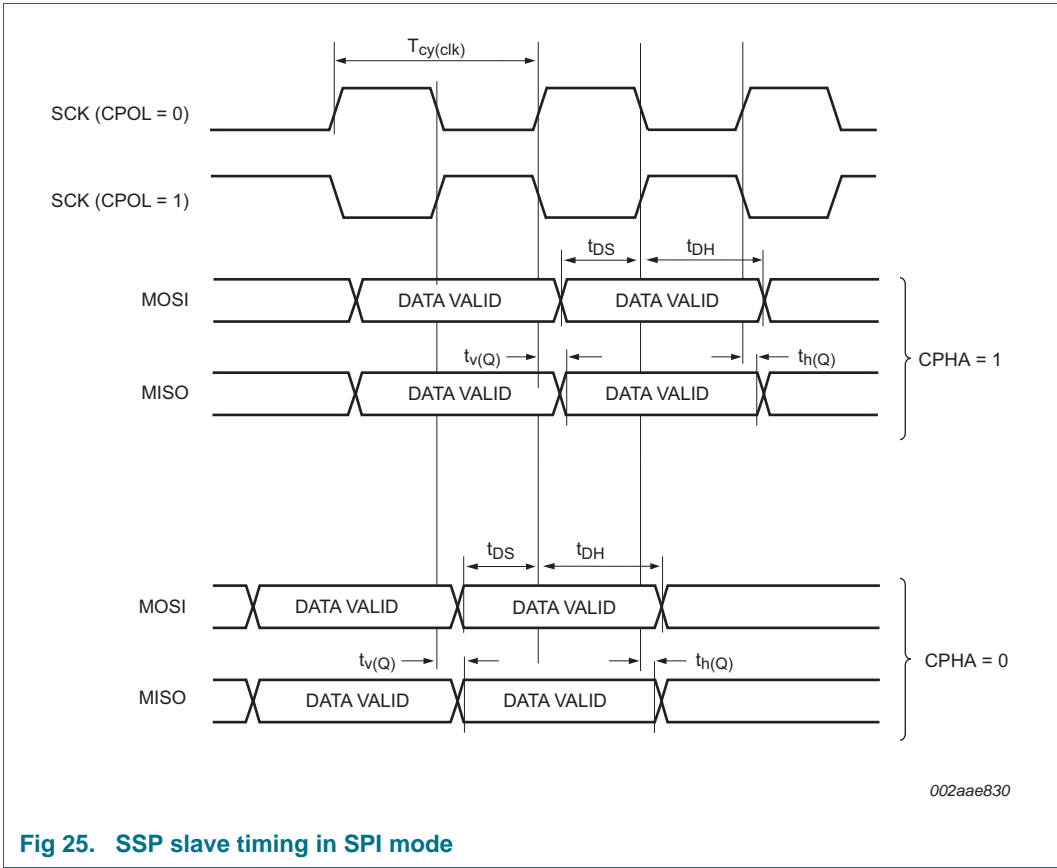 Tcy(clk)
SCK (CPOL = 0)
SCK (CPOL = 1)
tDS tDH
MOSI DATA VALID DATA VALID
tv(Q) th(Q)
CPHA = 1
MISO DATA VALID DATA VALID
tDS tDH
MOSI DATA VALID DATA VALID
tv(Q) th(Q)
CPHA = 0
MISO DATA VALID DATA VALID
002aae830
Fig 25. SSP slave timing in SPI mode